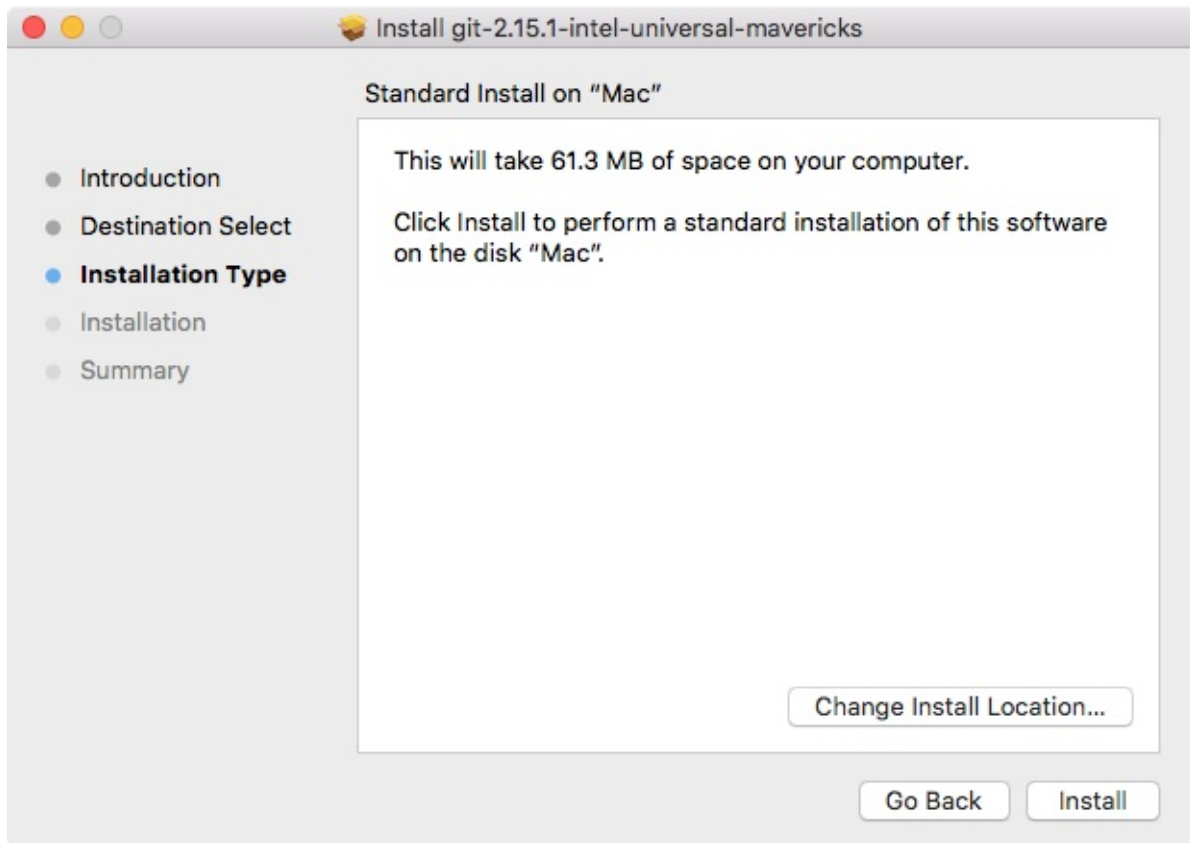 Install git-2.15.1-intel-universal-mavericks
Standard Install on “Mac”
Introduction
Destination Select
Installation Type
Installation
Summary
This will take 61.3 MB of space on your computer.
Click Install to perform a standard installation of this software
on the disk “Mac”.
Change Install Location...
Go Back
Install